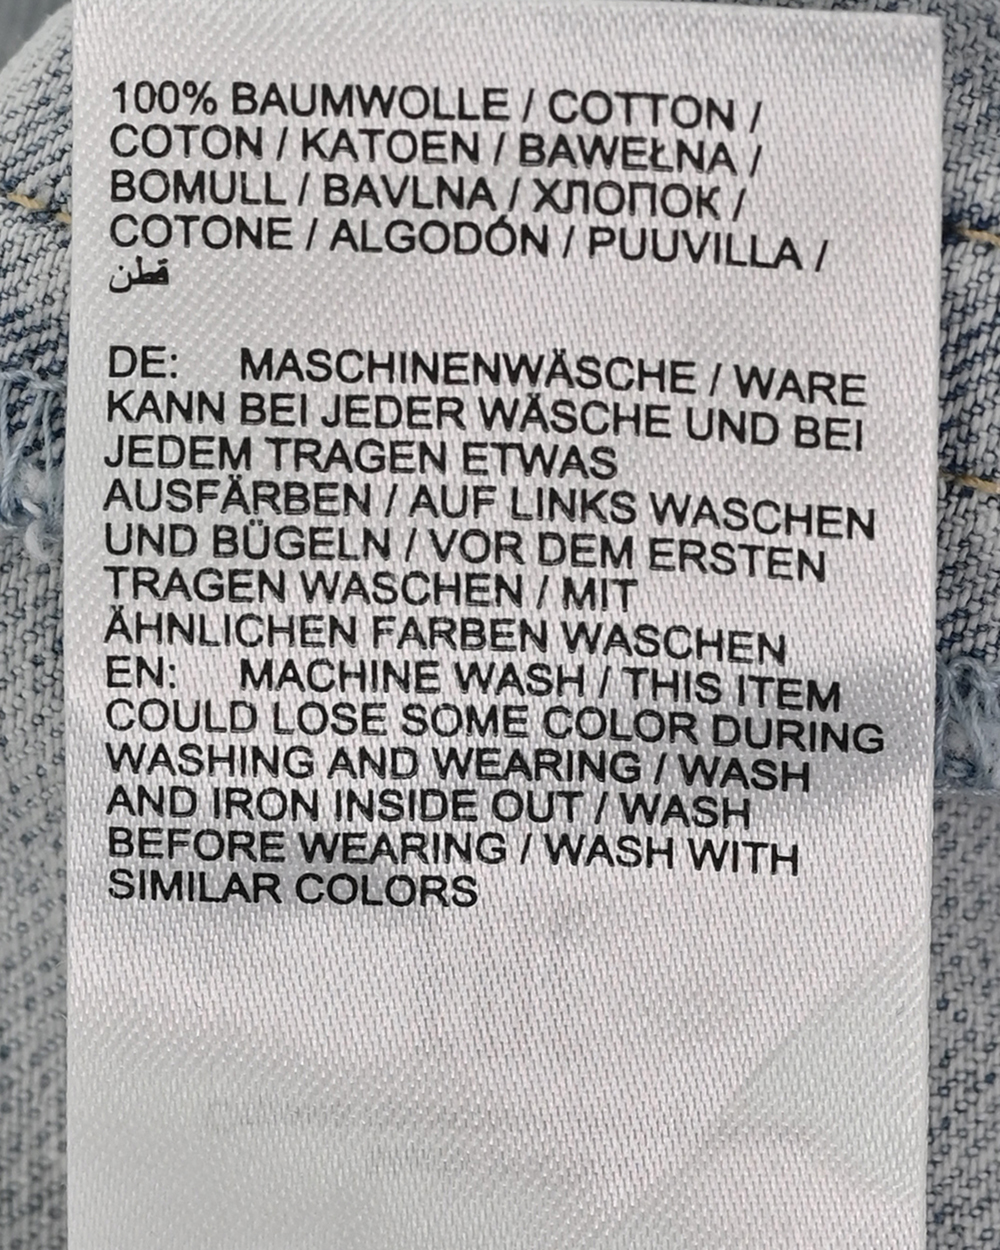 100% BAUMWOLLE / COTTON /
COTON / KATOEN / BAWEŁNA /
BOMULL / BAVLNA / ХЛОПОК /
COTONE / ALGODÓN / PUUVILLA /
قطن
DE: MASCHINENWÄSCHE / WARE
KANN BEI JEDER WÄSCHE UND BEI
JEDEM TRAGEN ETWAS
AUSFÄRBEN / AUF LINKS WASCHEN
UND BÜGELN / VOR DEM ERSTEN
TRAGEN WASCHEN / MIT
ÄHNLICHEN FARBEN WASCHEN
EN: MACHINE WASH / THIS ITEM
COULD LOSE SOME COLOR DURING
WASHING AND WEARING / WASH
AND IRON INSIDE OUT / WASH
BEFORE WEARING / WASH WITH
SIMILAR COLORS